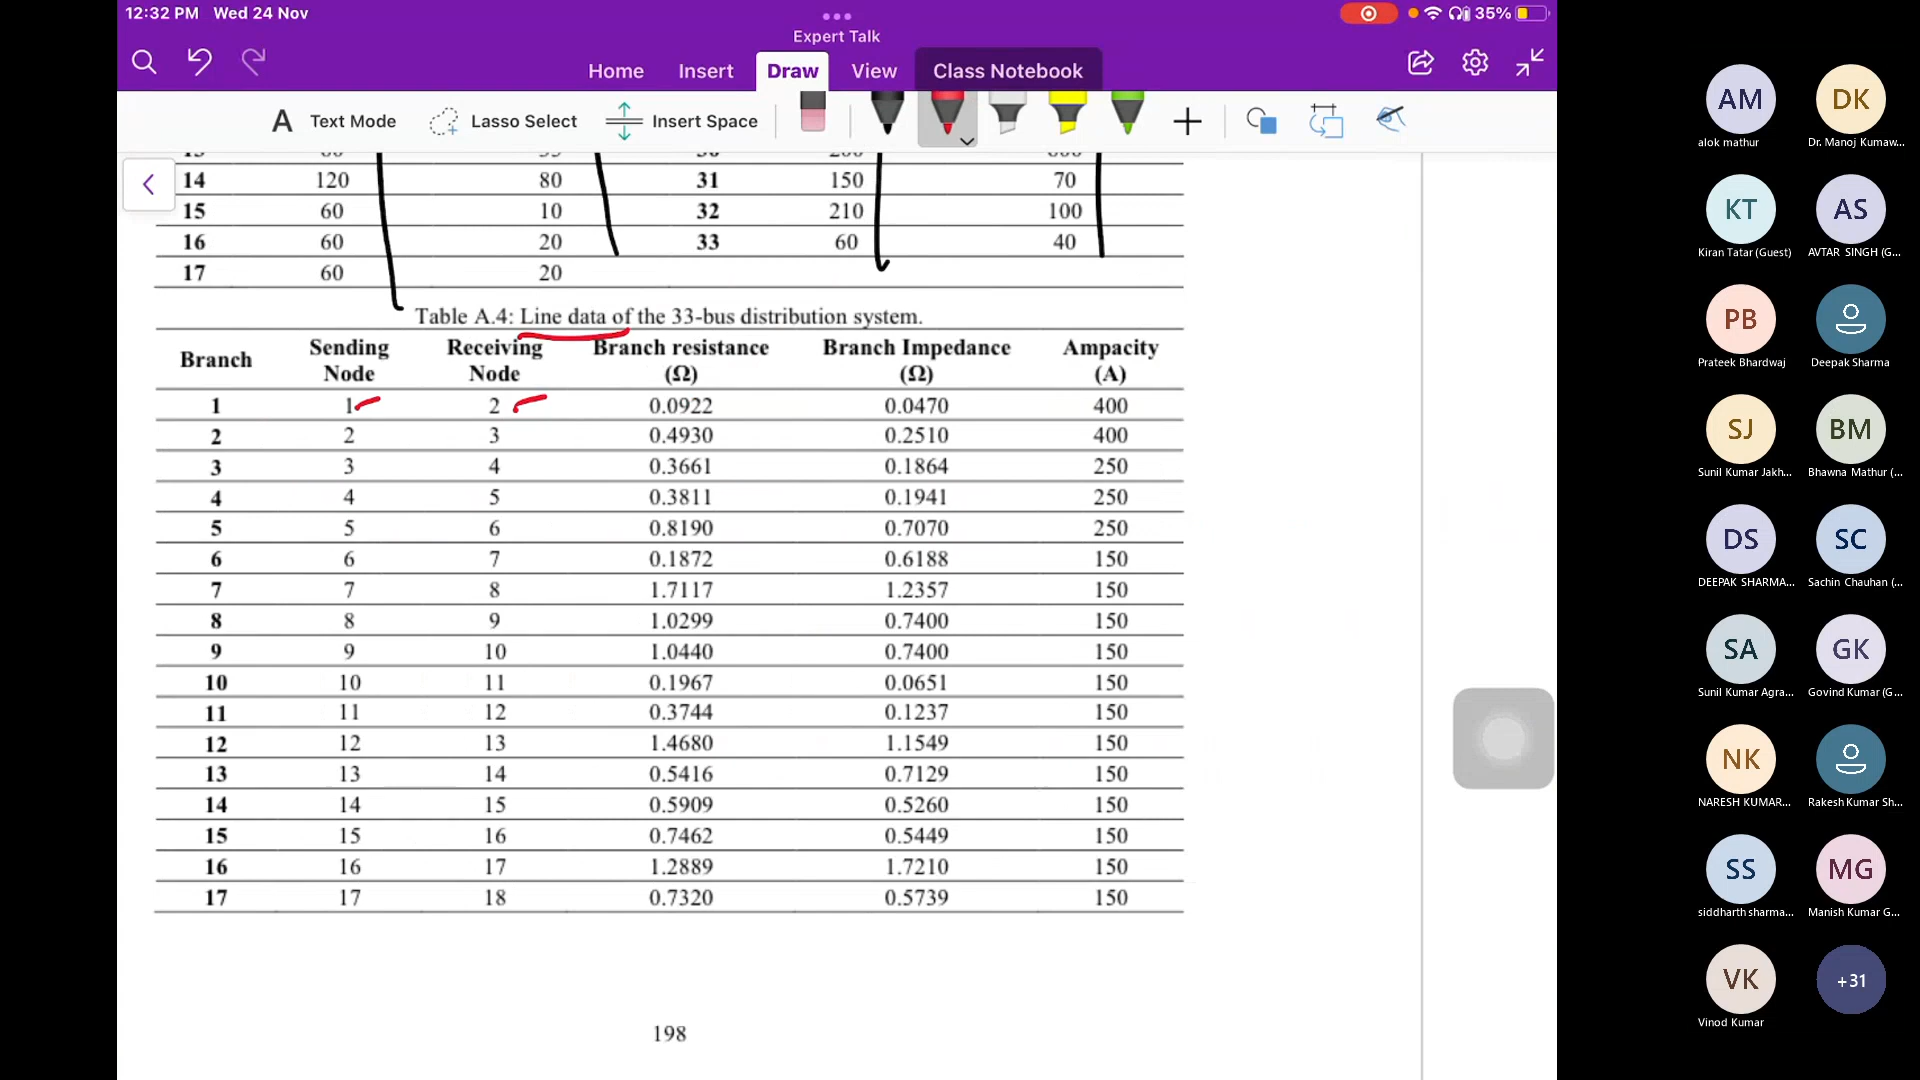 12:32 PM Wed 24 Nov
35%
Expert Talk
Home Insert Draw View Class Notebook
Text Mode Lasso Select Insert Space
14 120 80 31 150 70
15 60 10 32 210 100
16 60 20 33 60 40
17 60 20
Table A.4: Line data of the 33-bus distribution system.
Branch Sending Node Receiving Node Branch resistance (Ω) Branch Impedance (Ω) Ampacity (A)
1 1 2 0.0922 0.0470 400
2 2 3 0.4930 0.2510 400
3 3 4 0.3661 0.1864 250
4 4 5 0.3811 0.1941 250
5 5 6 0.8190 0.7070 250
6 6 7 0.1872 0.6188 150
7 7 8 1.7117 1.2357 150
8 8 9 1.0299 0.7400 150
9 9 10 1.0440 0.7400 150
10 10 11 0.1967 0.0651 150
11 11 12 0.3744 0.1237 150
12 12 13 1.4680 1.1549 150
13 13 14 0.5416 0.7129 150
14 14 15 0.5909 0.5260 150
15 15 16 0.7462 0.5449 150
16 16 17 1.2889 1.7210 150
17 17 18 0.7320 0.5739 150
198
AM DK
alok mathur Dr. Manoj Kumaw...
KT AS
Kiran Tatar (Guest) AVTAR SINGH (G...
PB
Prateek Bhardwaj Deepak Sharma
SJ BM
Sunil Kumar Jakh... Bhawna Mathur (...
DS SC
DEEPAK SHARMA... Sachin Chauhan (...
SA GK
Sunil Kumar Agra... Govind Kumar (G...
NK
NARESH KUMAR... Rakesh Kumar Sh...
SS MG
siddharth sharma... Manish Kumar G...
VK +31
Vinod Kumar